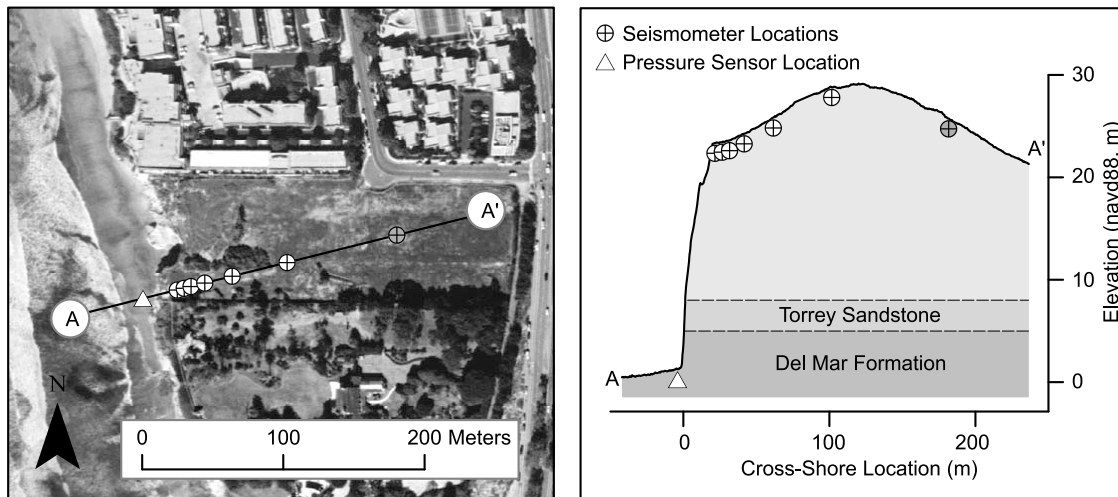 A
A'
N
0 100 200 Meters
Seismometer Locations
Pressure Sensor Location
30
20
10
0
Elevation (navd88, m)
A'
Torrey Sandstone
Del Mar Formation
A
0 100 200
Cross-Shore Location (m)